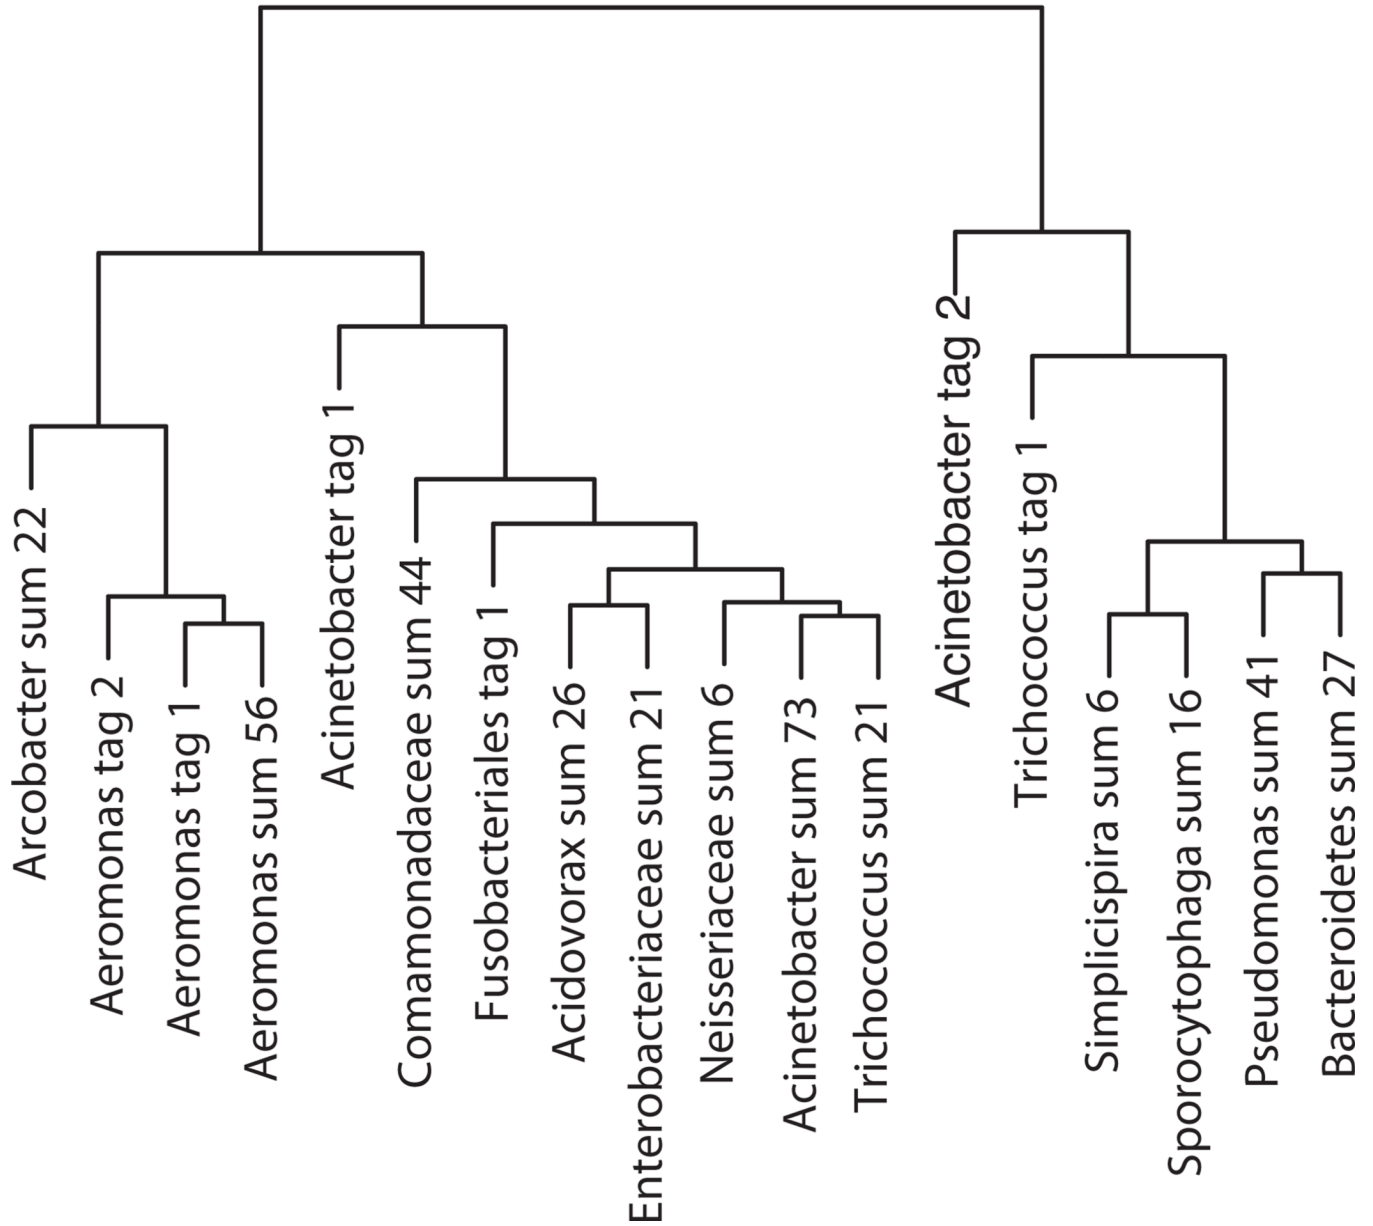 Arcobacter sum 22
Aeromonas tag 2
Aeromonas tag 1
Aeromonas sum 56
Acinetobacter tag 1
Comamonadaceae sum 44
Fusobacteriales tag 1
Acidovorax sum 26
Enterobacteriaceae sum 21
Neisseriaceae sum 6
Acinetobacter sum 73
Trichococcus sum 21
Acinetobacter tag 2
Trichococcus tag 1
Simplicispira sum 6
Sporocytophaga sum 16
Pseudomonas sum 41
Bacteroidetes sum 27